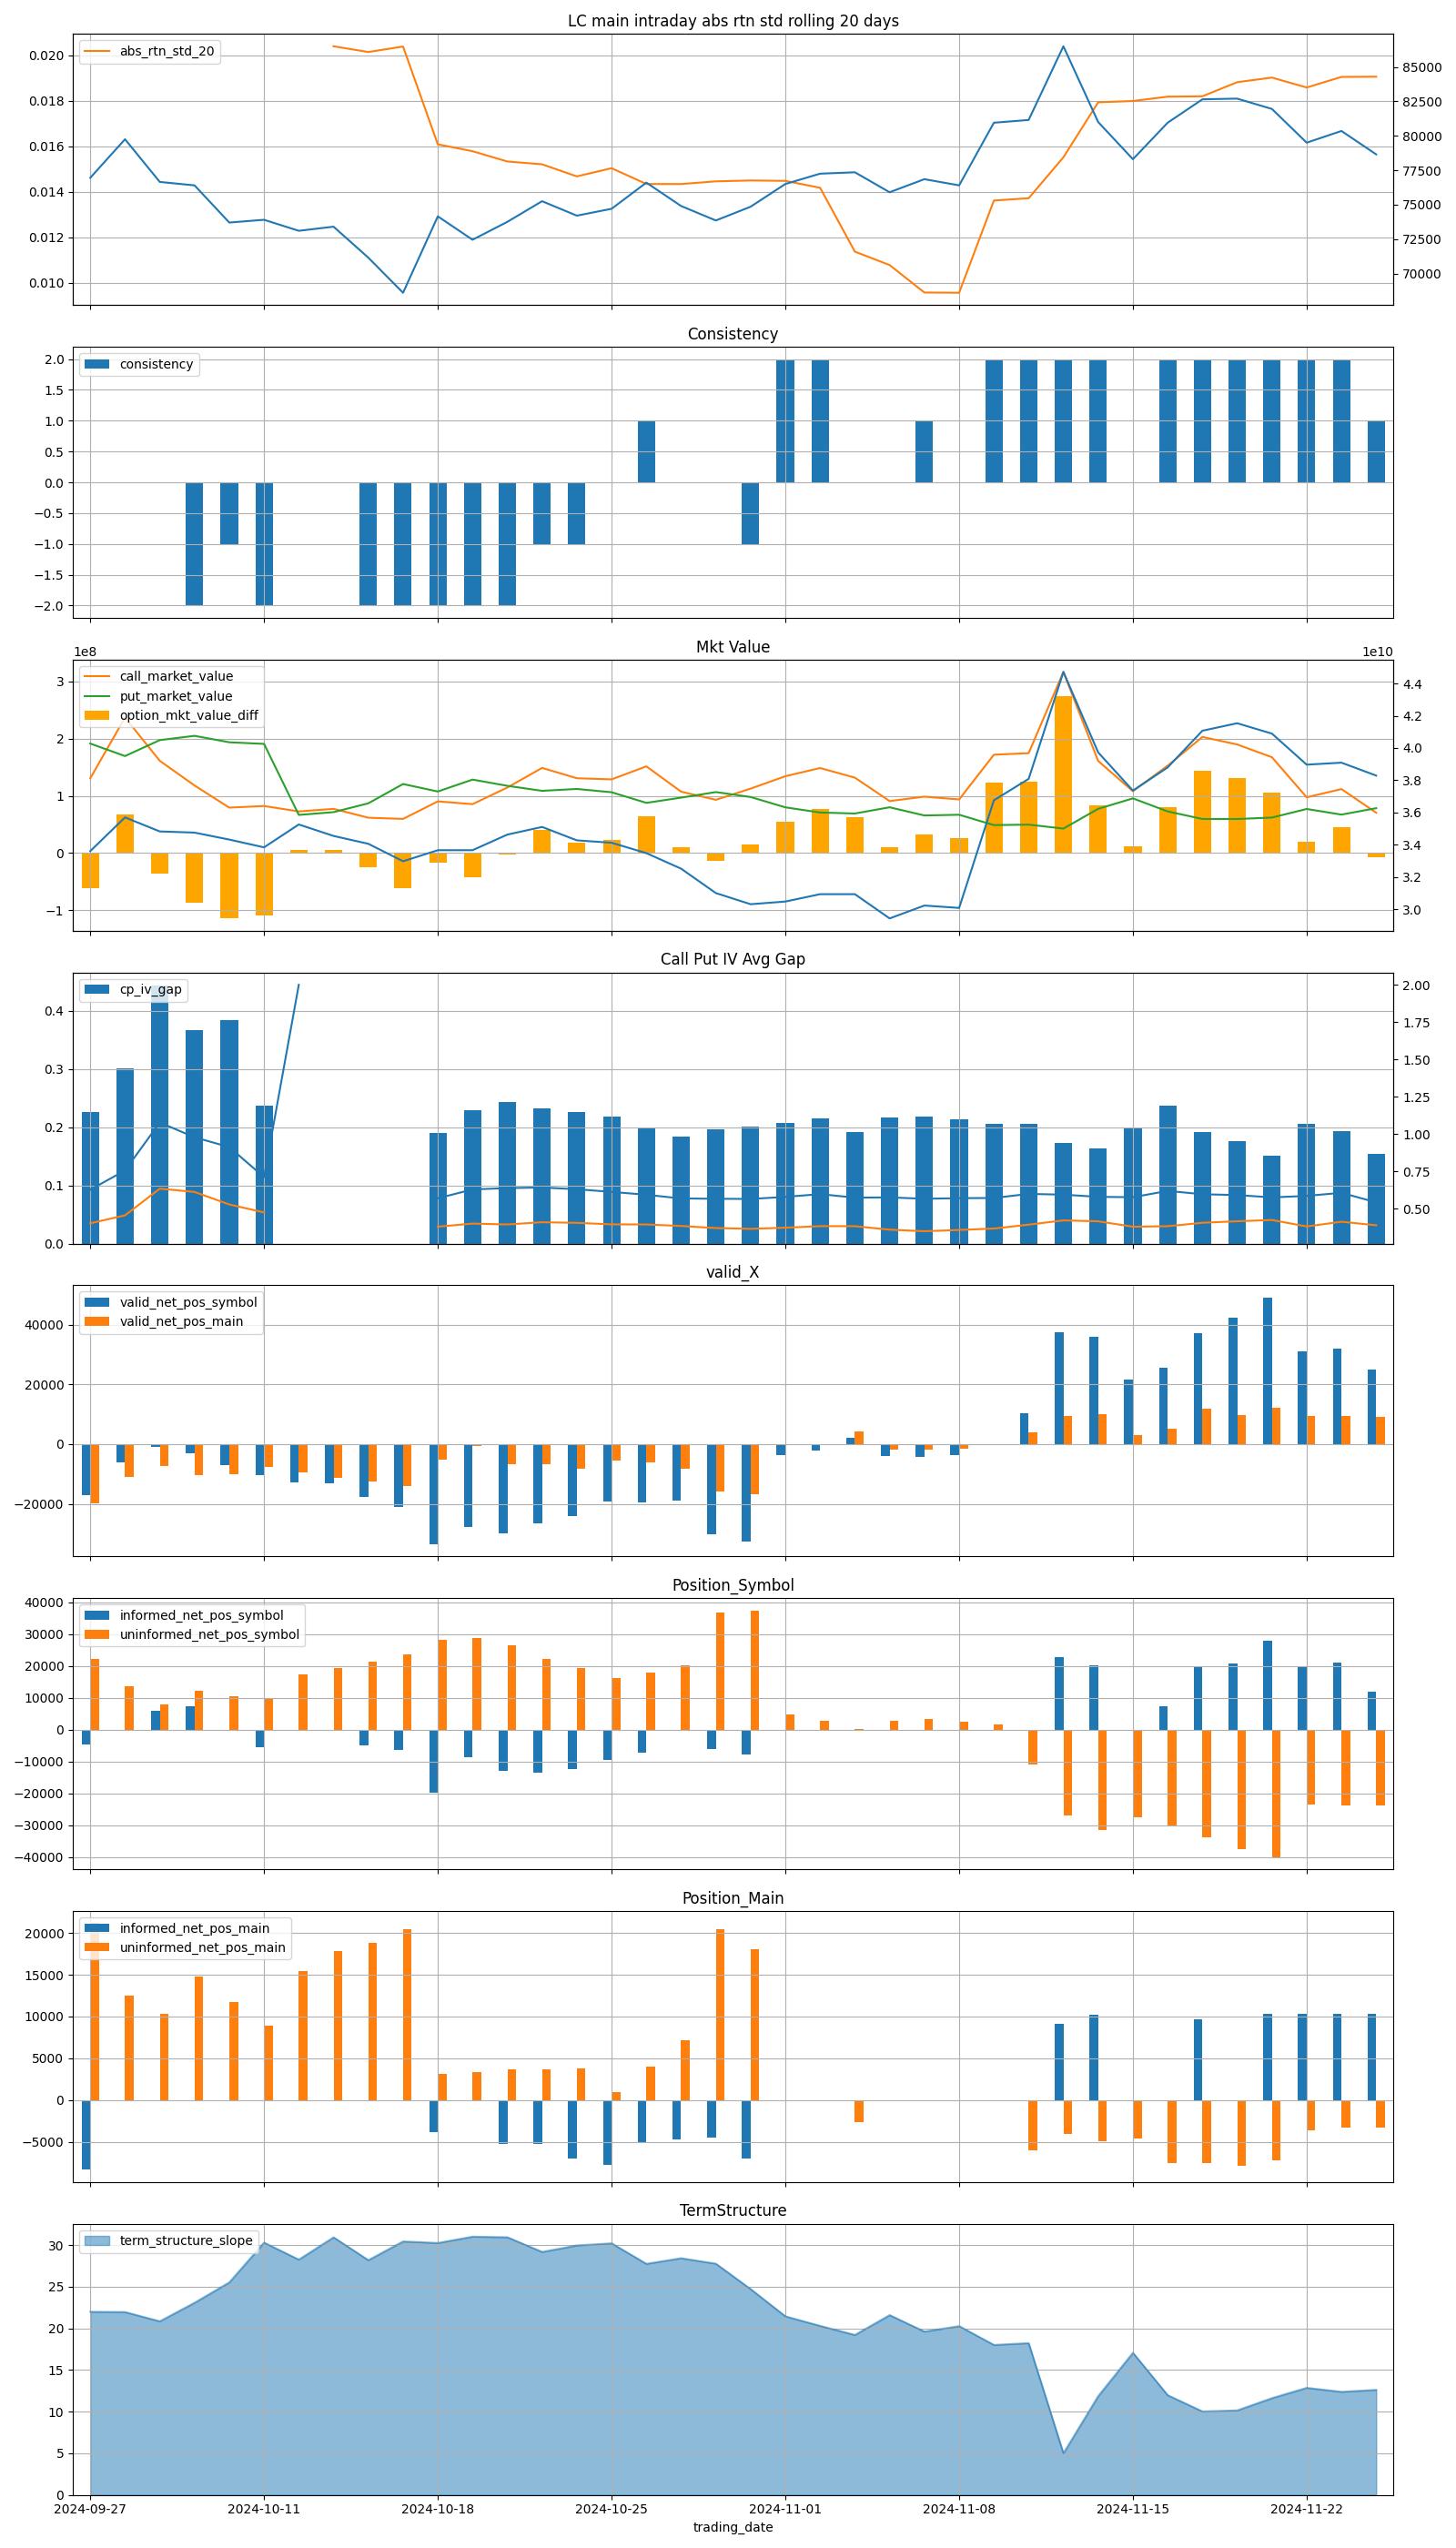 LC main intraday abs rtn std rolling 20 days
abs_rtn_std_20
0.020
0.018
0.016
0.014
0.012
0.010
85000
82500
80000
77500
75000
72500
70000
Consistency
consistency
2.0
1.5
1.0
0.5
0.0
−0.5
−1.0
−1.5
−2.0
Mkt Value
1e8
1e10
call_market_value
put_market_value
option_mkt_value_diff
3
2
1
0
−1
4.4
4.2
4.0
3.8
3.6
3.4
3.2
3.0
Call Put IV Avg Gap
cp_iv_gap
0.4
0.3
0.2
0.1
0.0
2.00
1.75
1.50
1.25
1.00
0.75
0.50
valid_X
valid_net_pos_symbol
valid_net_pos_main
40000
20000
0
−20000
Position_Symbol
informed_net_pos_symbol
uninformed_net_pos_symbol
40000
30000
20000
10000
0
−10000
−20000
−30000
−40000
Position_Main
informed_net_pos_main
uninformed_net_pos_main
20000
15000
10000
5000
0
−5000
TermStructure
term_structure_slope
30
25
20
15
10
5
0
2024-09-27 2024-10-11 2024-10-18 2024-10-25 2024-11-01 2024-11-08 2024-11-15 2024-11-22
trading_date